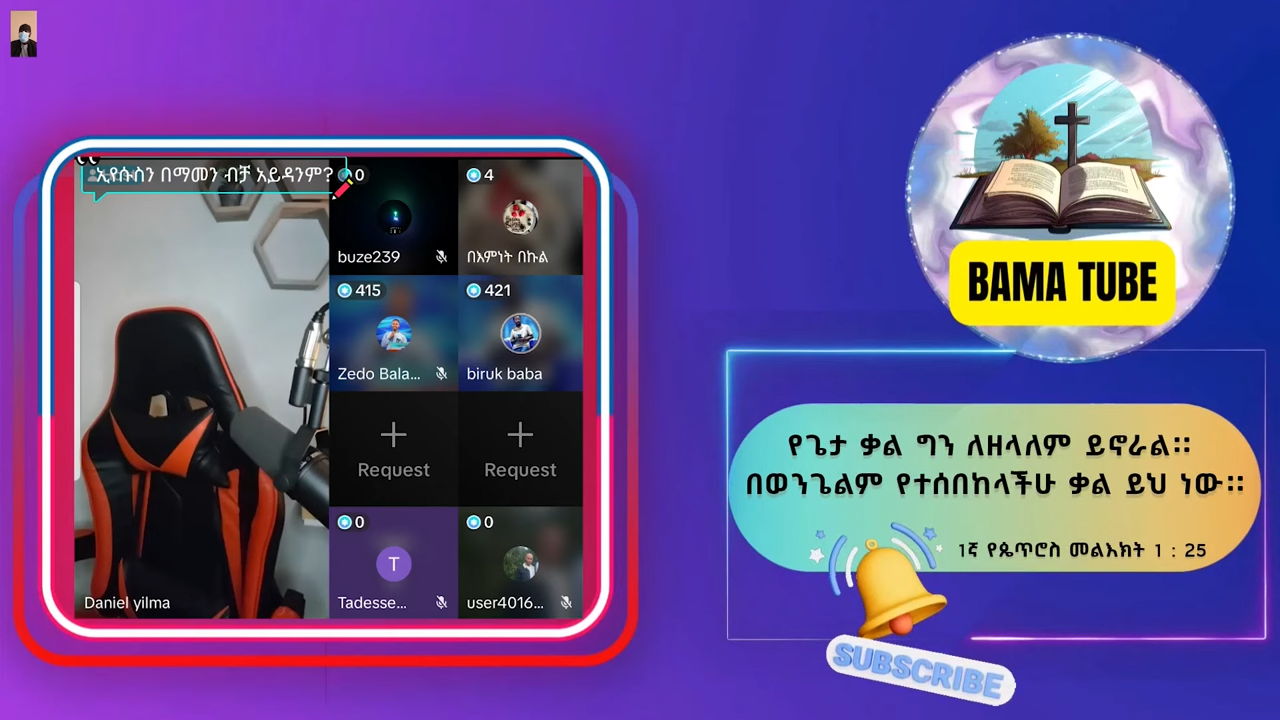 ኢየሱስን በማመን ብቻ አይዳንም?
0
4
buze239
በእምነት በኩል
415
421
Zedo Bala...
biruk baba
Request
Request
0
0
Tadesse...
user4016...
T
Daniel yilma
BAMA TUBE
የጌታ ቃል ግን ለዘላለም ይኖራል።
በወንጌልም የተሰበከላችሁ ቃል ይህ ነው።
1ኛ የጴጥሮስ መልእክት 1 : 25
SUBSCRIBE